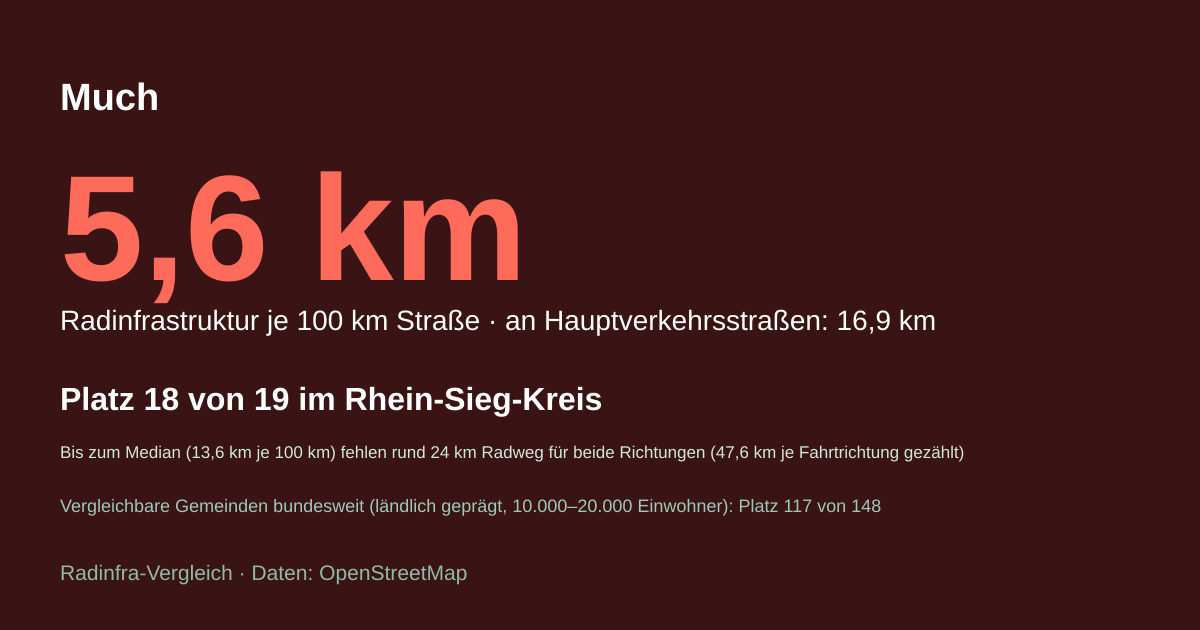 Much
5,6 km
Radinfrastruktur je 100 km Straße · an Hauptverkehrsstraßen: 16,9 km
Platz 18 von 19 im Rhein-Sieg-Kreis
Bis zum Median (13,6 km je 100 km) fehlen rund 24 km Radweg für beide Richtungen (47,6 km je Fahrtrichtung gezählt)
Vergleichbare Gemeinden bundesweit (ländlich geprägt, 10.000–20.000 Einwohner): Platz 117 von 148
Radinfra-Vergleich · Daten: OpenStreetMap